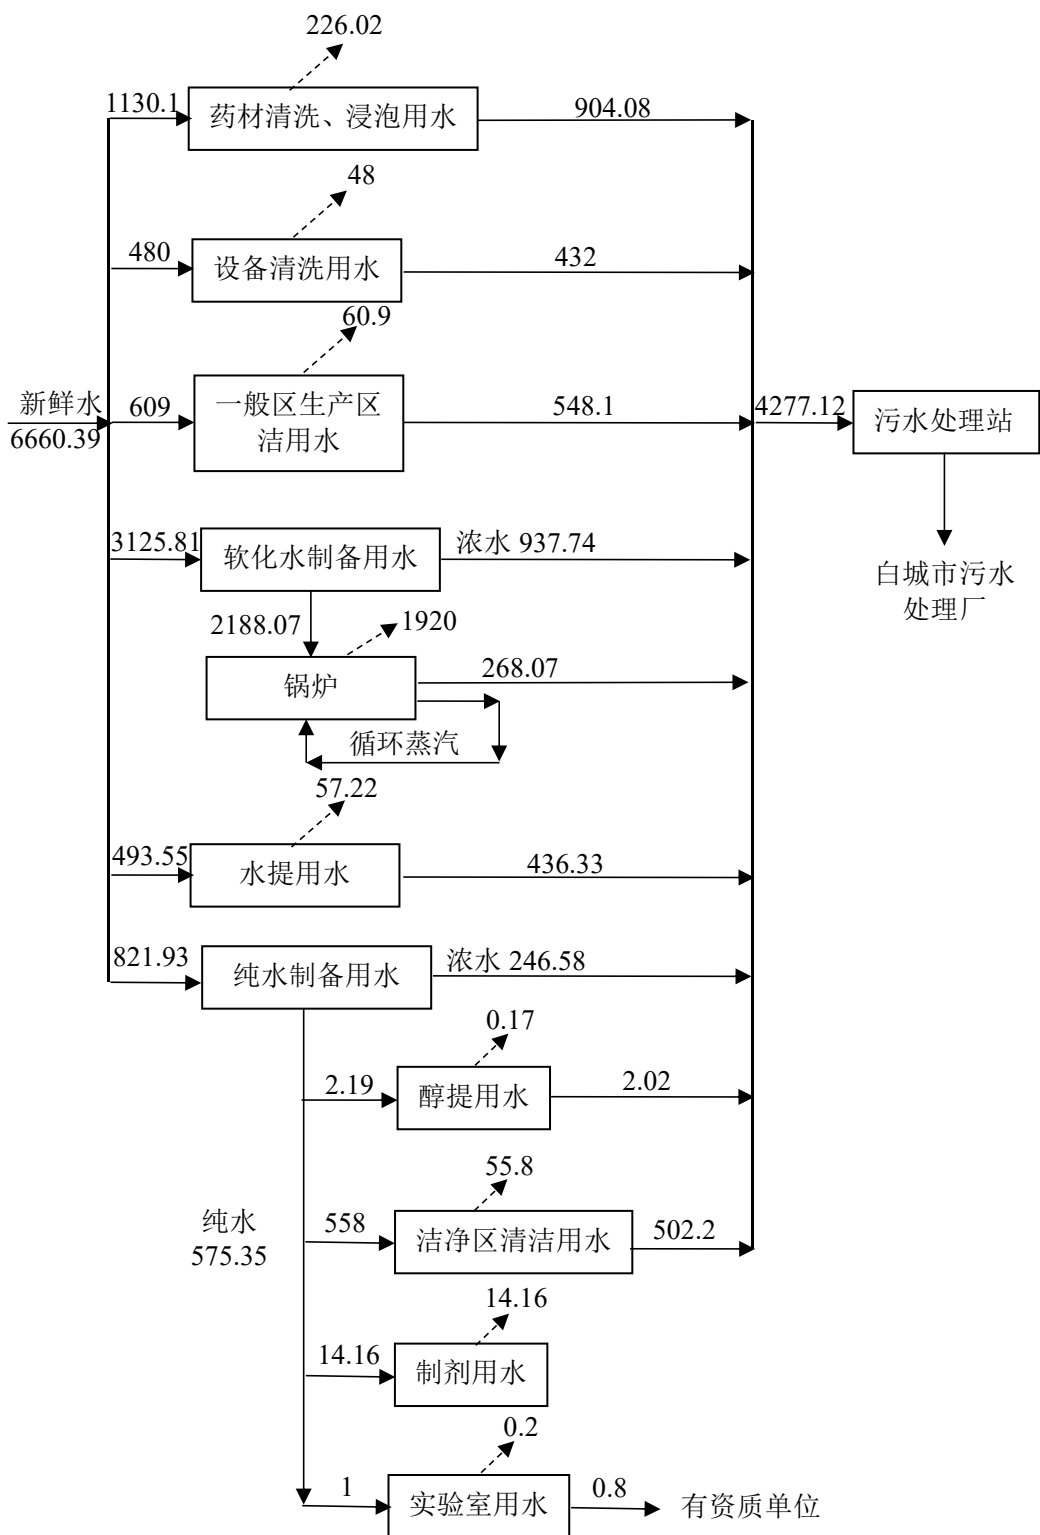 226.02
1130.1
药材清洗、浸泡用水
904.08
48
480
设备清洗用水
432
60.9
新鲜水
6660.39
609
一般区生产区
洁用水
548.1
4277.12
污水处理站
白城市污水
处理厂
3125.81
软化水制备用水
浓水 937.74
2188.07
1920
锅炉
268.07
循环蒸汽
57.22
493.55
水提用水
436.33
821.93
纯水制备用水
浓水 246.58
0.17
2.19
醇提用水
2.02
55.8
纯水
575.35
558
洁净区清洁用水
502.2
14.16
14.16
制剂用水
0.2
1
实验室用水
0.8
有资质单位